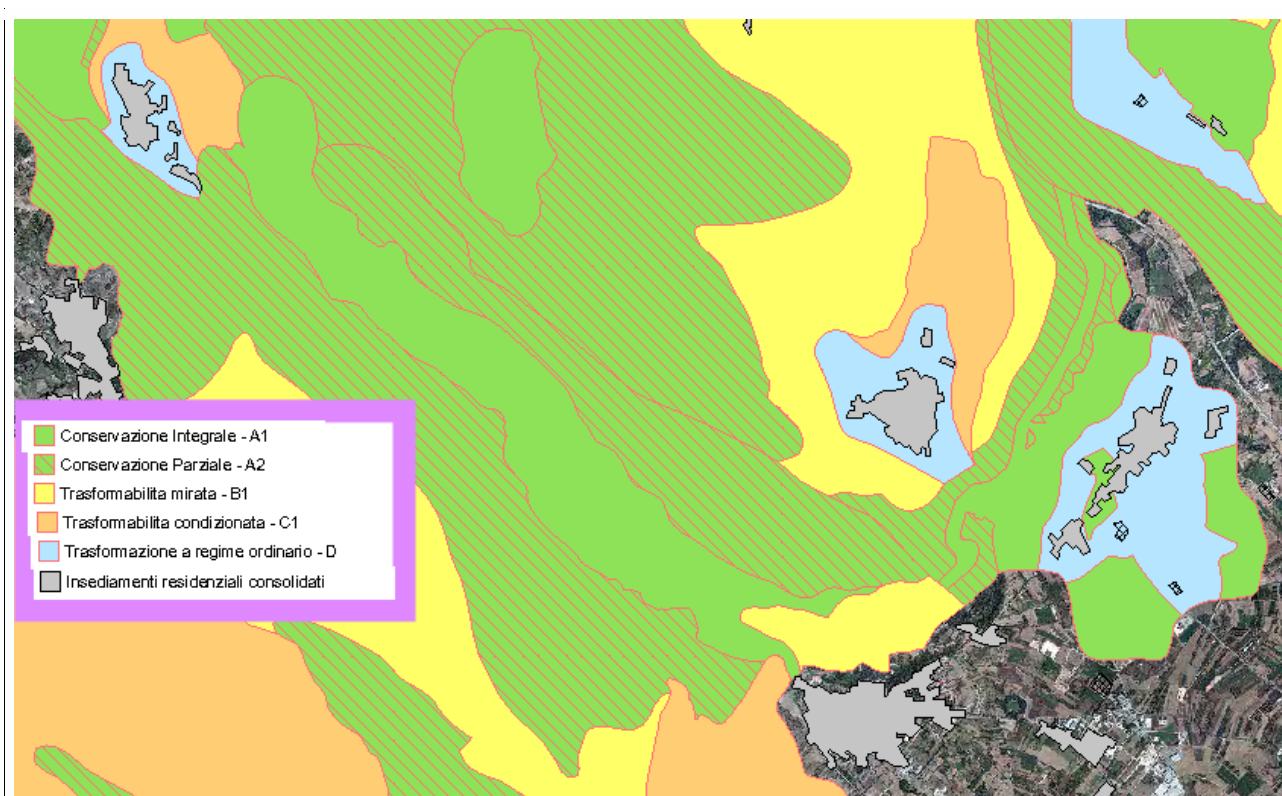 Conservazione Integrale - A1
Conservazione Parziale - A2
Trasformabilita mirata - B1
Trasformabilita condizionata - C1
Trasformazione a regime ordinario - D
Insediamenti residenziali consolidati